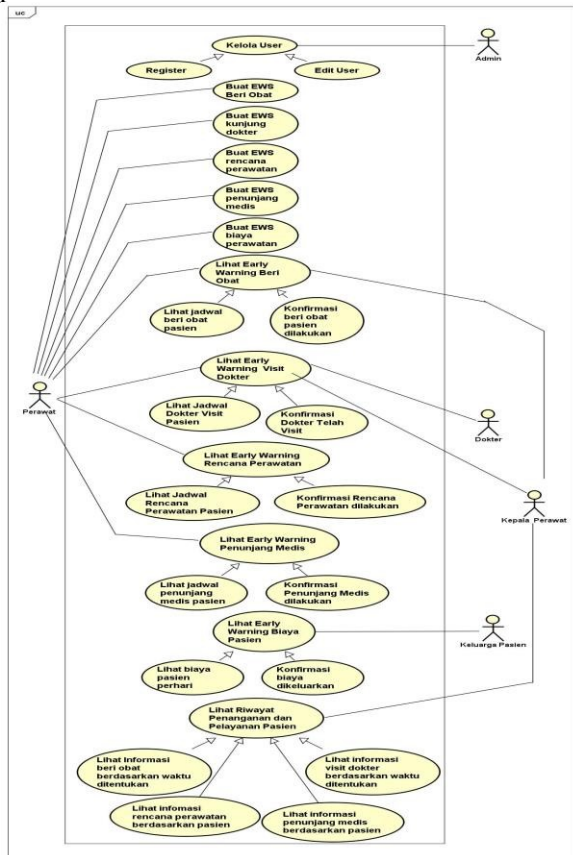 uc
Kelola User
Admin
Register
Edit User
Buat EWS
Beri Obat
Buat EWS
kunjung
dokter
Buat EWS
rencana
perawatan
Buat EWS
penunjang
medis
Buat EWS
biaya
perawatan
Lihat Early
Warning Beri
Obat
Lihat jadwal
beri obat
pasien
Konfirmasi
beri obat
pasien
dilakukan
Lihat Early
Warning Visit
Dokter
Perawat
Lihat Jadwal
Dokter Visit
Pasien
Konfirmasi
Dokter Telah
Visit
Dokter
Lihat Early Warning
Rencana Perawatan
Lihat Jadwal
Rencana
Perawatan Pasien
Konfirmasi Rencana
Perawatan dilakukan
Kepala Perawat
Lihat Early Warning
Penunjang Medis
Lihat jadwal
penunjang
medis pasien
Konfirmasi
Penunjang Medis
dilakukan
Lihat Early
Warning Biaya
Pasien
Keluarga Pasien
Lihat biaya
pasien
perhari
Konfirmasi
biaya
dikeluarkan
Lihat Riwayat
Penanganan dan
Pelayanan Pasien
Lihat Informasi
beri obat
berdasarkan waktu
ditentukan
Lihat informasi
visit dokter
berdasarkan waktu
ditentukan
Lihat infomasi
rencana perawatan
berdasarkan pasien
Lihat informasi
penunjang medis
berdasarkan pasien